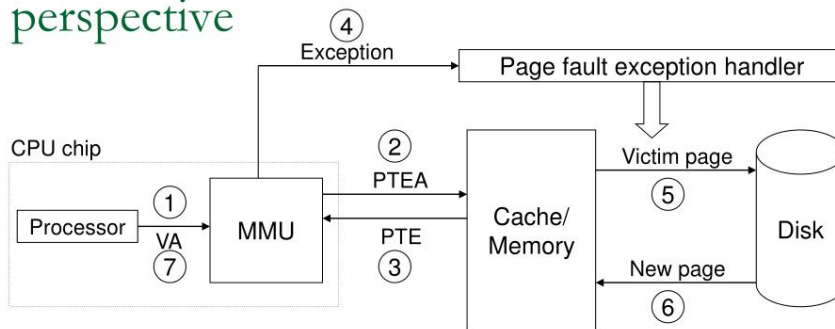 perspective
④
Exception
Page fault exception handler
CPU chip
②
Victim page
PTEA
①
⑤
Processor
MMU
Cache/
Memory
Disk
VA
PTE
⑦
③
New page
⑥